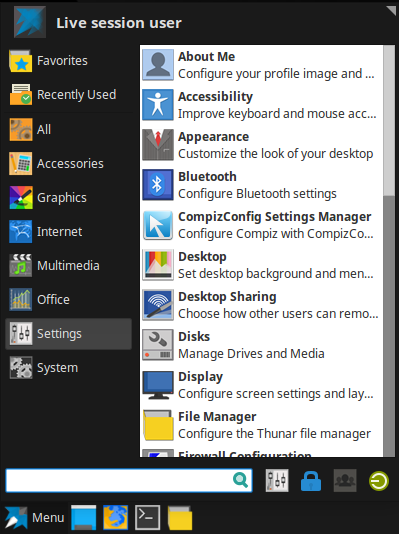 Live session user
Favorites
Recently Used
All
Accessories
Graphics
Internet
Multimedia
Office
Settings
System
About Me
Configure your profile image and ...
Accessibility
Improve keyboard and mouse acc...
Appearance
Customize the look of your desktop
Bluetooth
Configure Bluetooth settings
CompizConfig Settings Manager
Configure Compiz with CompizCo...
Desktop
Set desktop background and men...
Desktop Sharing
Choose how other users can remo...
Disks
Manage Drives and Media
Display
Configure screen settings and lay...
File Manager
Configure the Thunar file manager
Firewall Configuration
Menu